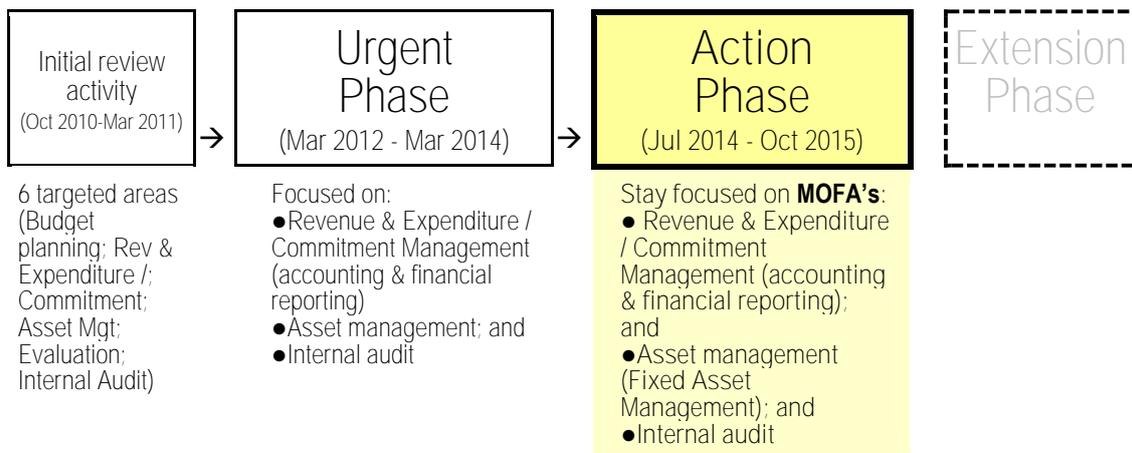 Initial review
activity
(Oct 2010-Mar 2011)
→
Urgent
Phase
(Mar 2012 - Mar 2014)
→
Action
Phase
(Jul 2014 - Oct 2015)
Extension
Phase
6 targeted areas
(Budget
planning; Rev &
Expenditure /;
Commitment;
Asset Mgt;
Evaluation;
Internal Audit)
Focused on:
●Revenue & Expenditure /
Commitment Management
(accounting & financial
reporting)
●Asset management; and
●Internal audit
Stay focused on MOFA's:
● Revenue & Expenditure
/ Commitment
Management (accounting
& financial reporting);
and
●Asset management
(Fixed Asset
Management); and
●Internal audit